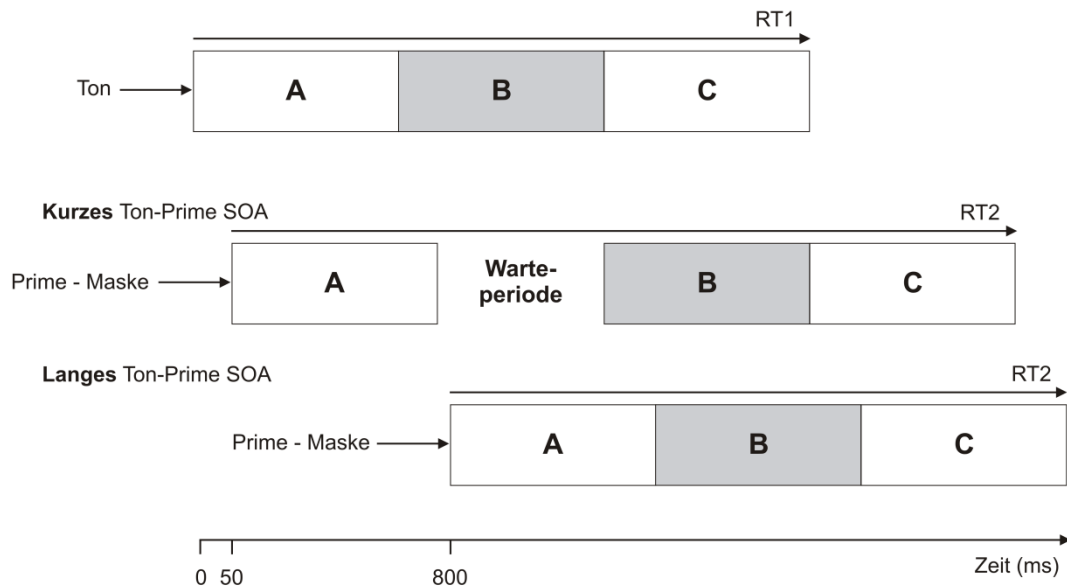 RT1
Ton
A
B
C
Kurzes Ton-Prime SOA
RT2
Prime - Maske
A
Warte-
periode
B
C
Langes Ton-Prime SOA
RT2
Prime - Maske
A
B
C
0 50 800
Zeit (ms)